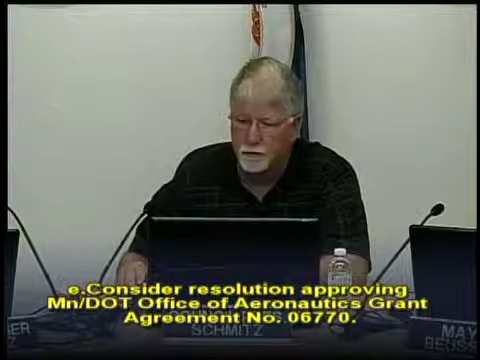 e.Consider resolution approving
Mn/DOT Office of Aeronautics Grant
Agreement No. 06770.
SCHMITZ
MAY
BEUSS